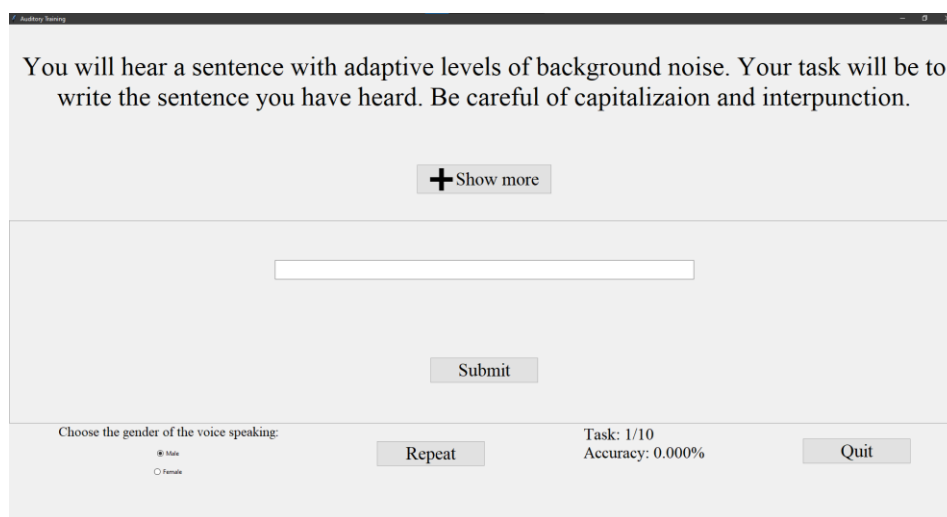 Auditory Training
You will hear a sentence with adaptive levels of background noise. Your task will be to
write the sentence you have heard. Be careful of capitalizaion and interpunction.
Show more
Submit
Choose the gender of the voice speaking:
Male
Female
Repeat
Task: 1/10
Accuracy: 0.000%
Quit